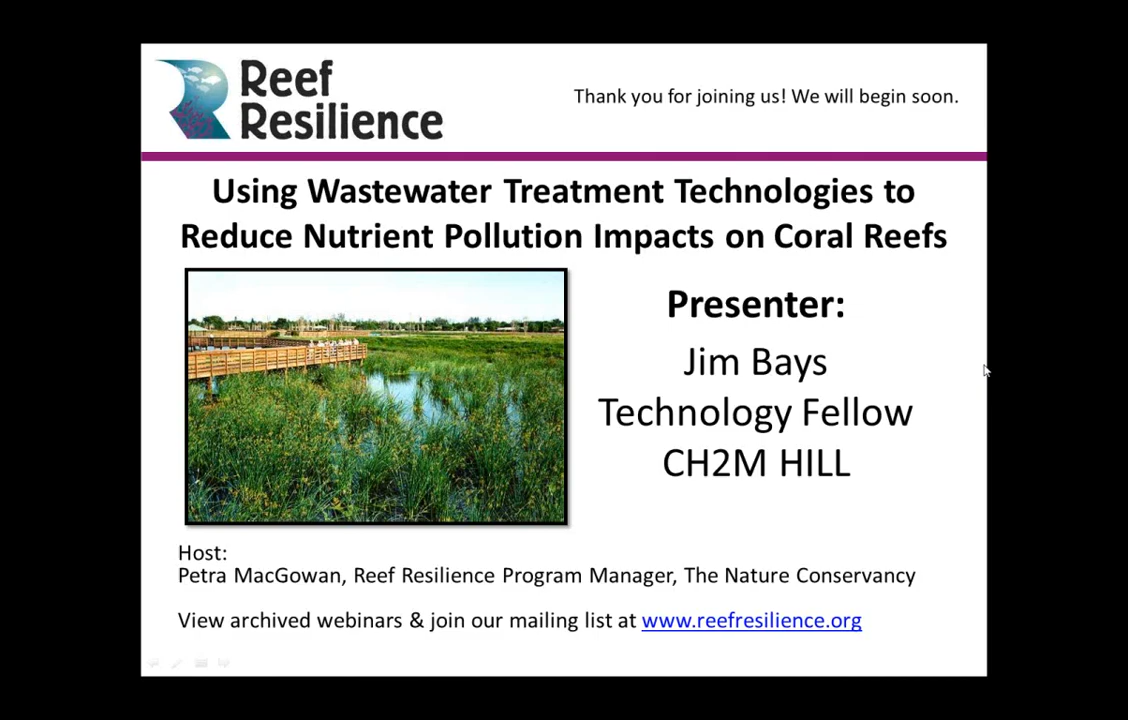 Reef
Resilience
Thank you for joining us! We will begin soon.
Using Wastewater Treatment Technologies to
Reduce Nutrient Pollution Impacts on Coral Reefs
Presenter:
Jim Bays
Technology Fellow
CH2M HILL
Host:
Petra MacGowan, Reef Resilience Program Manager, The Nature Conservancy
View archived webinars & join our mailing list at www.reefresilience.org